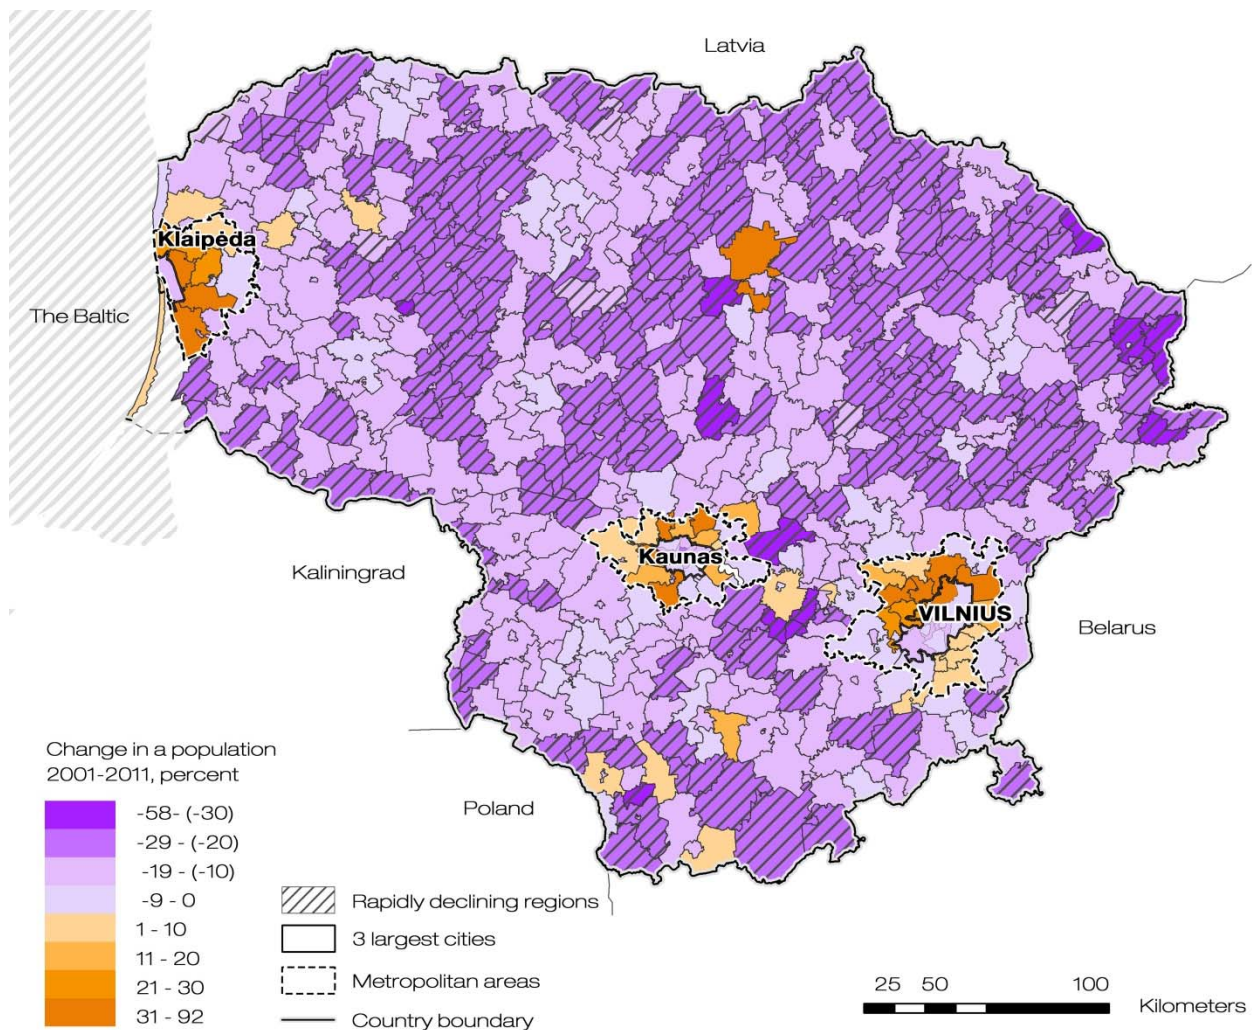 Latvia
Klaipėda
The Baltic
Kaunas
Kaliningrad
VILNIUS
Belarus
Poland
Change in a population
2001-2011, percent
-58- (-30)
-29 - (-20)
-19 - (-10)
-9 - 0
1 - 10
11 - 20
21 - 30
31 - 92
Rapidly declining regions
3 largest cities
Metropolitan areas
Country boundary
25 50 100
Kilometers